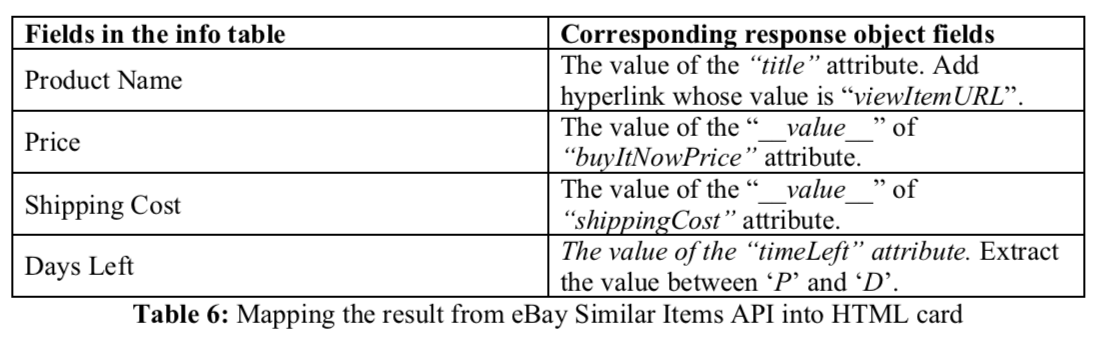 Fields in the info table
Corresponding response object fields
Product Name
The value of the “title” attribute. Add
hyperlink whose value is “viewItemURL”.
Price
The value of the “__value__” of
“buyItNowPrice” attribute.
Shipping Cost
The value of the “__value__” of
“shippingCost” attribute.
Days Left
The value of the “timeLeft” attribute. Extract
the value between ‘P’ and ‘D’.
Table 6: Mapping the result from eBay Similar Items API into HTML card